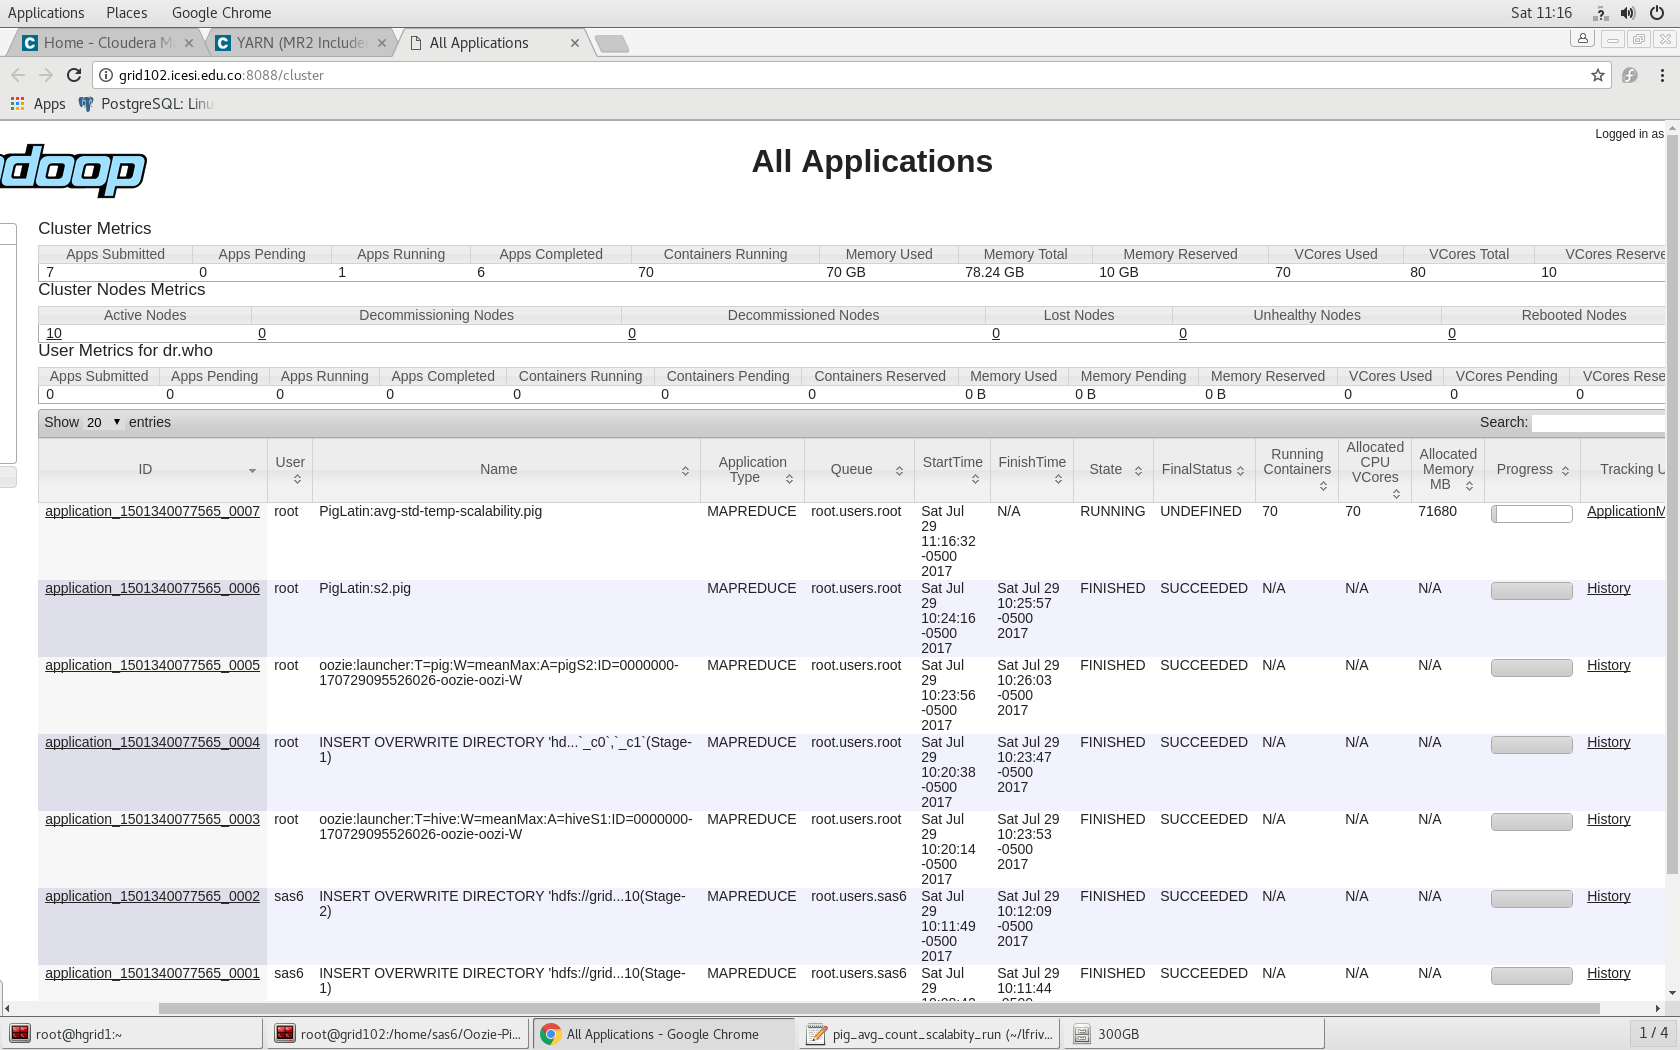 Applications Places Google Chrome Sat 11:16
Home - Cloudera M YARN (MR2 Include All Applications
grid102.icesi.edu.co:8088/cluster
Apps PostgreSQL: Linu
Logged in as
doop
All Applications
Cluster Metrics
Apps Submitted Apps Pending Apps Running Apps Completed Containers Running Memory Used Memory Total Memory Reserved VCores Used VCores Total VCores Reserve
7 0 1 6 70 70 GB 78.24 GB 10 GB 70 80 10
Cluster Nodes Metrics
Active Nodes Decommissioning Nodes Decommissioned Nodes Lost Nodes Unhealthy Nodes Rebooted Nodes
10 0 0 0 0 0
User Metrics for dr.who
Apps Submitted Apps Pending Apps Running Apps Completed Containers Running Containers Pending Containers Reserved Memory Used Memory Pending Memory Reserved VCores Used VCores Pending VCores Rese
0 0 0 0 0 0 0 0 B 0 B 0 B 0 0 0
Show 20 entries Search:
ID User Name Application Type Queue StartTime FinishTime State FinalStatus Running Containers Allocated CPU VCores Allocated Memory MB Progress Tracking U
application_1501340077565_0007 root PigLatin:avg-std-temp-scalability.pig MAPREDUCE root.users.root Sat Jul 29 11:16:32 -0500 2017 N/A RUNNING UNDEFINED 70 70 71680 ApplicationM
application_1501340077565_0006 root PigLatin:s2.pig MAPREDUCE root.users.root Sat Jul 29 10:24:16 -0500 2017 Sat Jul 29 10:25:57 -0500 2017 FINISHED SUCCEEDED N/A N/A N/A History
application_1501340077565_0005 root oozie:launcher:T=pig:W=meanMax:A=pigS2:ID=0000000-170729095526026-oozie-oozi-W MAPREDUCE root.users.root Sat Jul 29 10:23:56 -0500 2017 Sat Jul 29 10:26:03 -0500 2017 FINISHED SUCCEEDED N/A N/A N/A History
application_1501340077565_0004 root INSERT OVERWRITE DIRECTORY 'hd...`_c0`,`_c1`(Stage-1) MAPREDUCE root.users.root Sat Jul 29 10:20:38 -0500 2017 Sat Jul 29 10:23:47 -0500 2017 FINISHED SUCCEEDED N/A N/A N/A History
application_1501340077565_0003 root oozie:launcher:T=hive:W=meanMax:A=hiveS1:ID=0000000-170729095526026-oozie-oozi-W MAPREDUCE root.users.root Sat Jul 29 10:20:14 -0500 2017 Sat Jul 29 10:23:53 -0500 2017 FINISHED SUCCEEDED N/A N/A N/A History
application_1501340077565_0002 sas6 INSERT OVERWRITE DIRECTORY 'hdfs://grid...10(Stage-2) MAPREDUCE root.users.sas6 Sat Jul 29 10:11:49 -0500 2017 Sat Jul 29 10:12:09 -0500 2017 FINISHED SUCCEEDED N/A N/A N/A History
application_1501340077565_0001 sas6 INSERT OVERWRITE DIRECTORY 'hdfs://grid...10(Stage-1) MAPREDUCE root.users.sas6 Sat Jul 29 Sat Jul 29 10:11:44 FINISHED SUCCEEDED N/A N/A N/A History
root@hgrid1:~ root@grid102:/home/sas6/Oozie-Pi... All Applications - Google Chrome pig_avg_count_scalabity_run (~/lfriv... 300GB 1 / 4